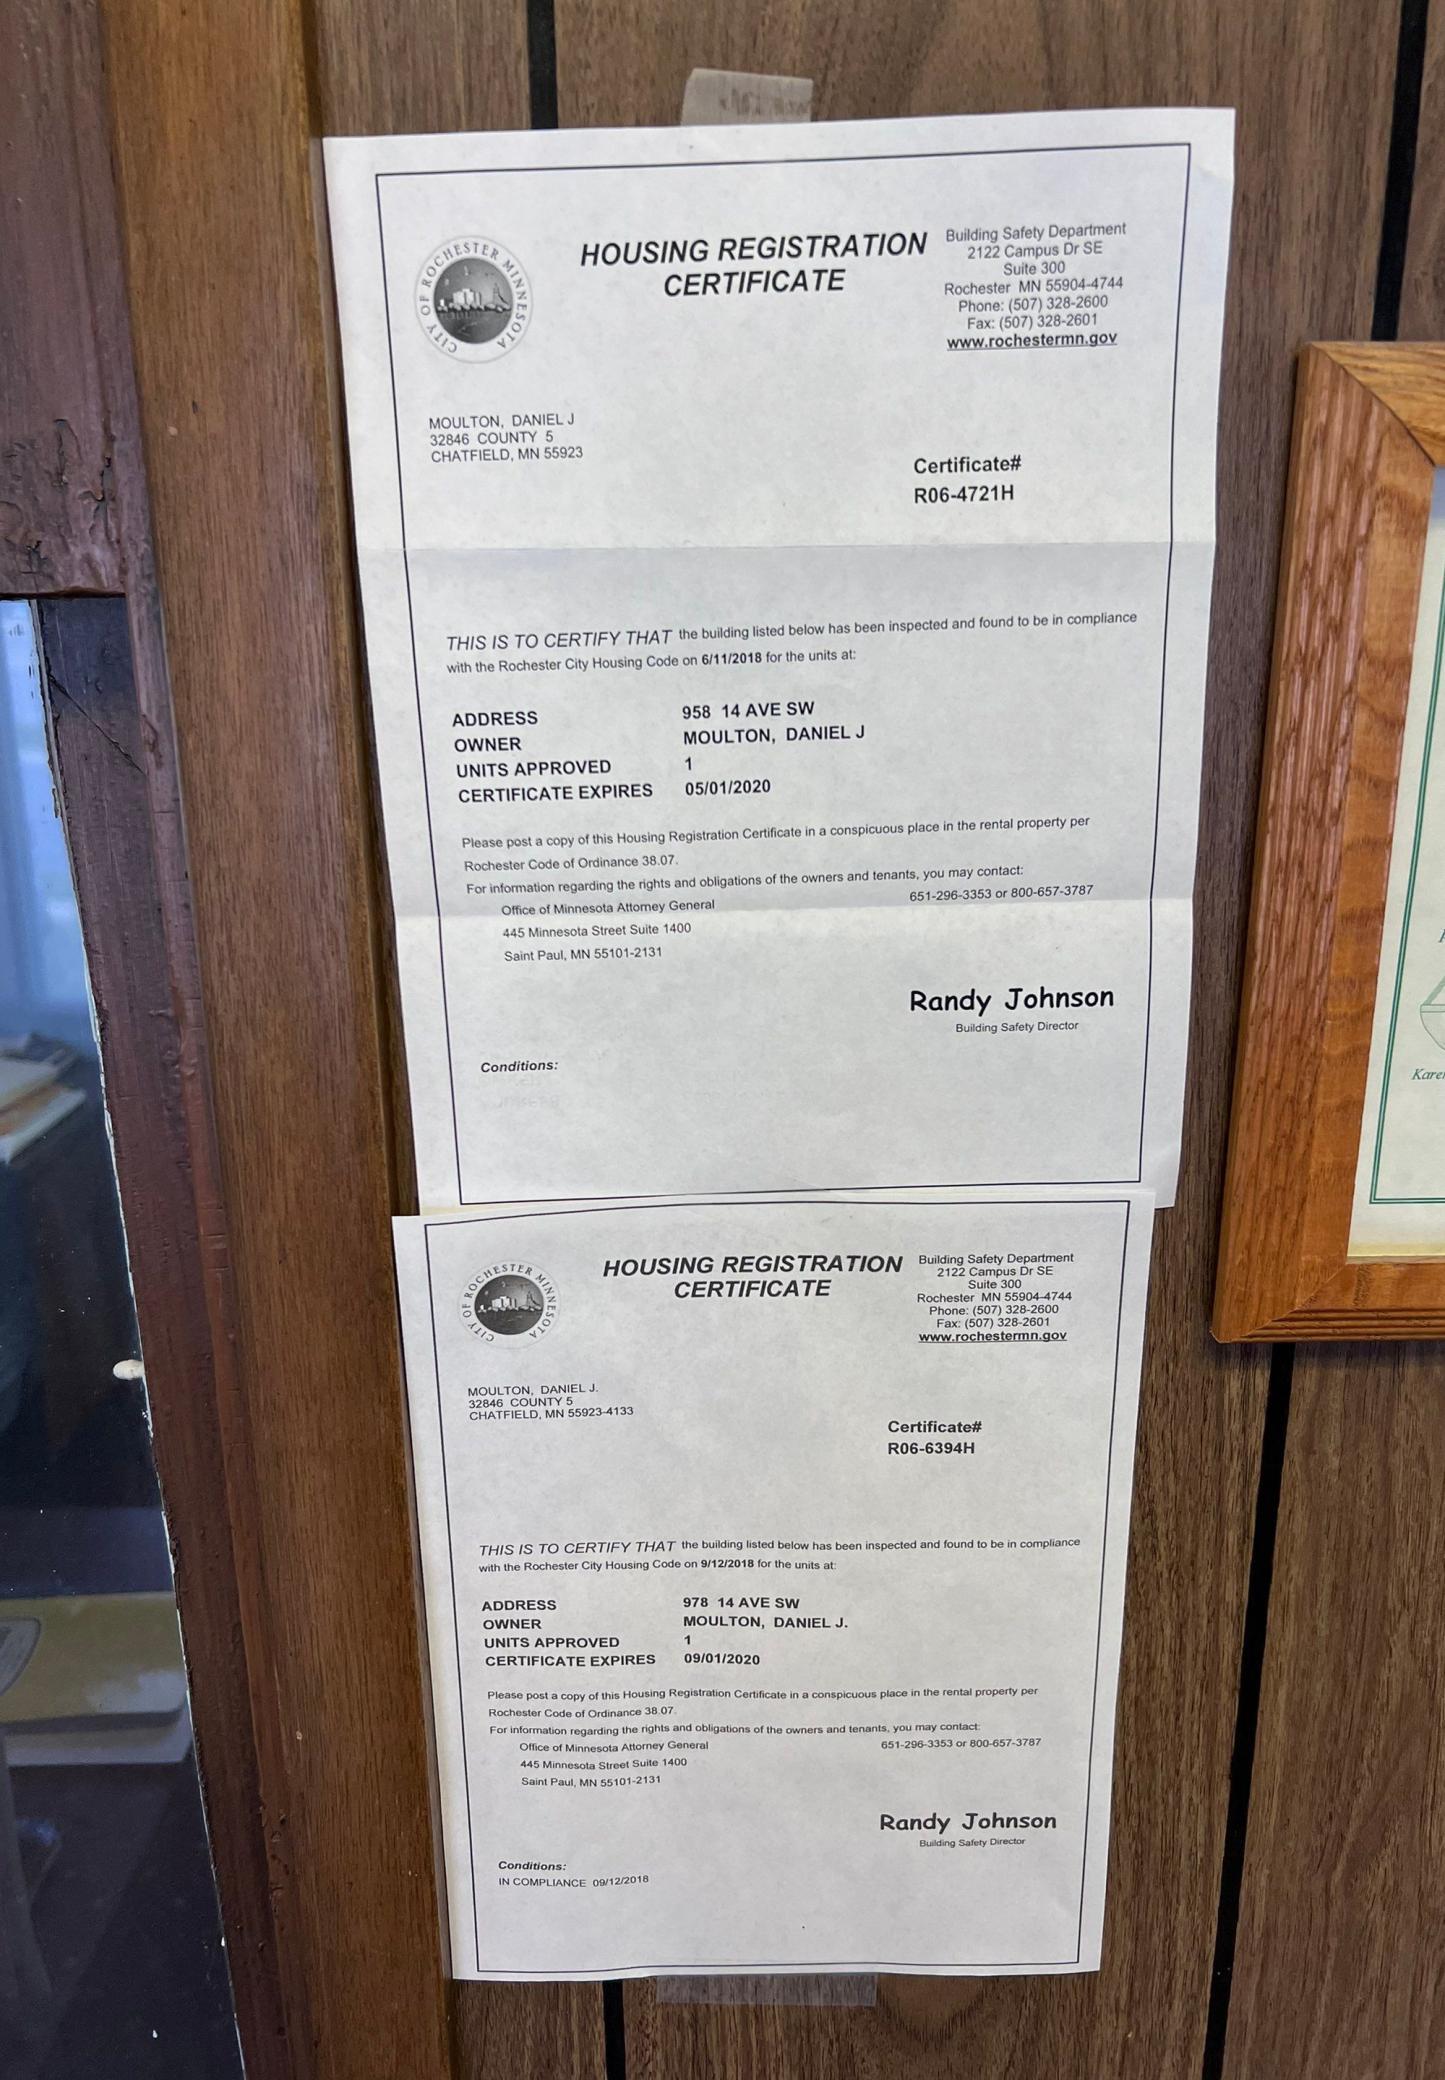 CITY OF ROCHESTER MINNESOTA
HOUSING REGISTRATION
CERTIFICATE
Building Safety Department
2122 Campus Dr SE
Suite 300
Rochester MN 55904-4744
Phone: (507) 328-2600
Fax: (507) 328-2601
www.rochestermn.gov
MOULTON, DANIEL J
32846 COUNTY 5
CHATFIELD, MN 55923
Certificate#
R06-4721H
THIS IS TO CERTIFY THAT the building listed below has been inspected and found to be in compliance
with the Rochester City Housing Code on 6/11/2018 for the units at:
ADDRESS 958 14 AVE SW
OWNER MOULTON, DANIEL J
UNITS APPROVED 1
CERTIFICATE EXPIRES 05/01/2020
Please post a copy of this Housing Registration Certificate in a conspicuous place in the rental property per
Rochester Code of Ordinance 38.07.
For information regarding the rights and obligations of the owners and tenants, you may contact:
Office of Minnesota Attorney General 651-296-3353 or 800-657-3787
445 Minnesota Street Suite 1400
Saint Paul, MN 55101-2131
Randy Johnson
Building Safety Director
Conditions:
CITY OF ROCHESTER MINNESOTA
HOUSING REGISTRATION
CERTIFICATE
Building Safety Department
2122 Campus Dr SE
Suite 300
Rochester MN 55904-4744
Phone: (507) 328-2600
Fax: (507) 328-2601
www.rochestermn.gov
MOULTON, DANIEL J.
32846 COUNTY 5
CHATFIELD, MN 55923-4133
Certificate#
R06-6394H
THIS IS TO CERTIFY THAT the building listed below has been inspected and found to be in compliance
with the Rochester City Housing Code on 9/12/2018 for the units at:
ADDRESS 978 14 AVE SW
OWNER MOULTON, DANIEL J.
UNITS APPROVED 1
CERTIFICATE EXPIRES 09/01/2020
Please post a copy of this Housing Registration Certificate in a conspicuous place in the rental property per
Rochester Code of Ordinance 38.07.
For information regarding the rights and obligations of the owners and tenants, you may contact:
Office of Minnesota Attorney General 651-296-3353 or 800-657-3787
445 Minnesota Street Suite 1400
Saint Paul, MN 55101-2131
Randy Johnson
Building Safety Director
Conditions:
IN COMPLIANCE 09/12/2018